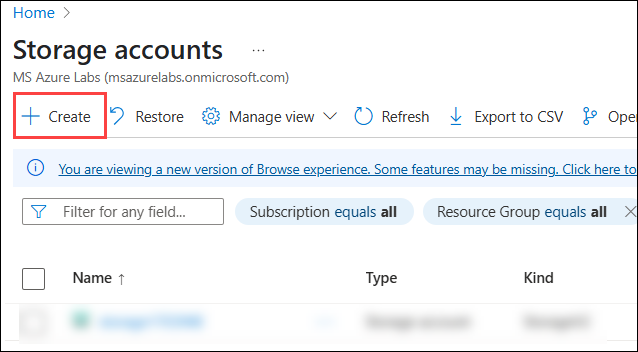 Home
Storage accounts ...
MS Azure Labs (msazurelabs.onmicrosoft.com)
+ Create Restore Manage view Refresh Export to CSV Open
You are viewing a new version of Browse experience. Some features may be missing. Click here to
Filter for any field... Subscription equals all Resource Group equals all
Name ↑ Type Kind